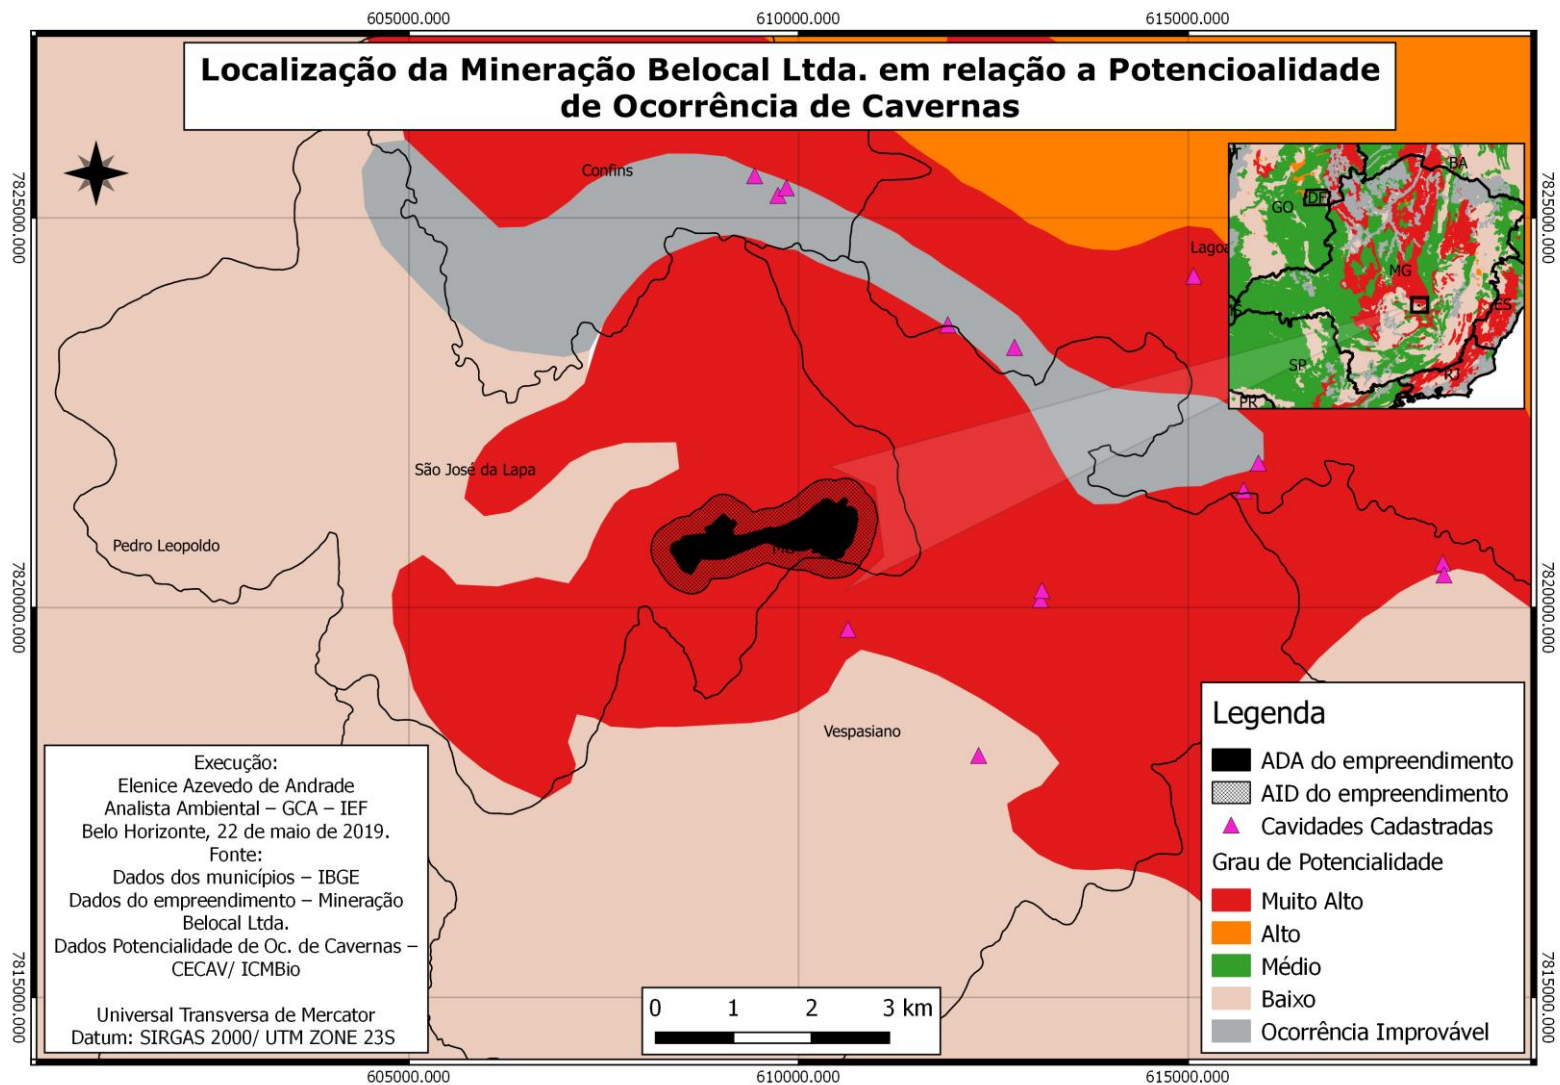 605000.000
610000.000
615000.000
Localização da Mineração Belocal Ltda. em relação a Potencioalidade
de Ocorrência de Cavernas
7825000.000
7825000.000
Confins
Lagoa
BA
GO
DF
MG
ES
SP
RJ
PR
São José da Lapa
Pedro Leopoldo
7820000.000
7820000.000
Vespasiano
Execução:
Elenice Azevedo de Andrade
Analista Ambiental – GCA – IEF
Belo Horizonte, 22 de maio de 2019.
Fonte:
Dados dos municípios – IBGE
Dados do empreendimento – Mineração
Belocal Ltda.
Dados Potencialidade de Oc. de Cavernas –
CECAV/ ICMBio
Universal Transversa de Mercator
Datum: SIRGAS 2000/ UTM ZONE 23S
0 1 2 3 km
Legenda
ADA do empreendimento
AID do empreendimento
Cavidades Cadastradas
Grau de Potencialidade
Muito Alto
Alto
Médio
Baixo
Ocorrência Improvável
7815000.000
7815000.000
605000.000
610000.000
615000.000